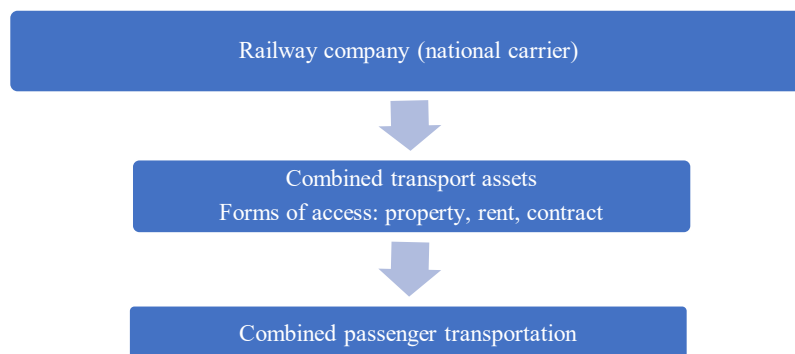 Railway company (national carrier)
Combined transport assets
Forms of access: property, rent, contract
Combined passenger transportation